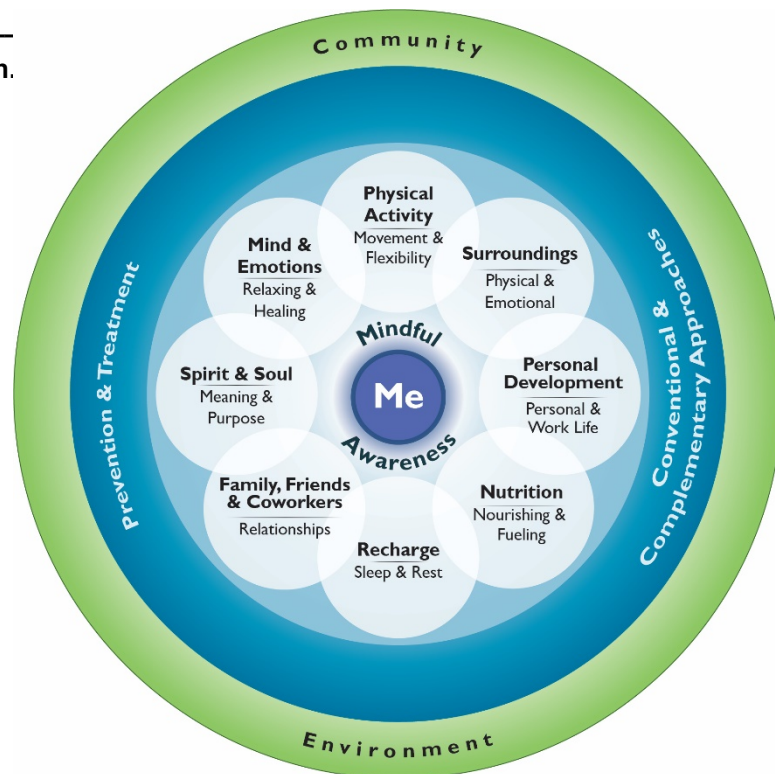 n.
Community
Prevention & Treatment
Conventional &
Complementary Approaches
Physical
Activity
Movement &
Flexibility
Surroundings
Physical &
Emotional
Personal
Development
Personal &
Work Life
Nutrition
Nourishing &
Fueling
Recharge
Sleep & Rest
Family, Friends
& Coworkers
Relationships
Spirit & Soul
Meaning &
Purpose
Mind &
Emotions
Relaxing &
Healing
Mindful
Me
Awareness
Environment